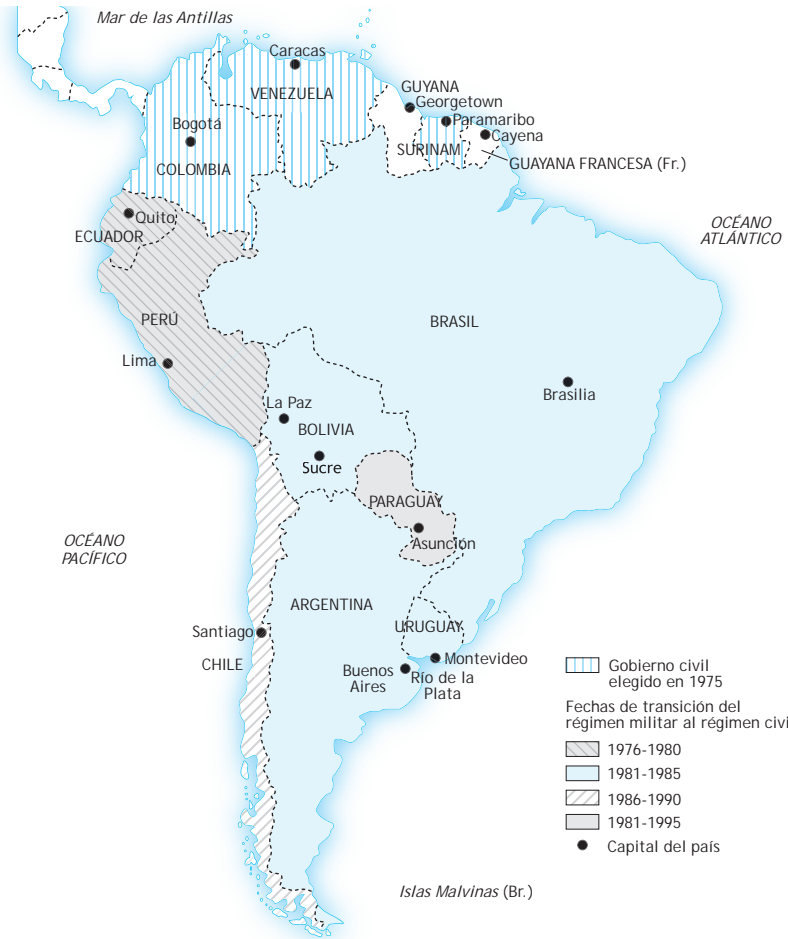 Mar de las Antillas
Caracas
VENEZUELA
GUYANA
Georgetown
Paramaribo
Cayena
SURINAM
GUAYANA FRANCESA (Fr.)
Bogotá
COLOMBIA
Quito
ECUADOR
OCÉANO
ATLÁNTICO
PERÚ
BRASIL
Lima
Brasilia
La Paz
BOLIVIA
Sucre
PARAGUAY
Asunción
OCÉANO
PACÍFICO
ARGENTINA
URUGUAY
Santiago
CHILE
Montevideo
Buenos
Aires
Río de la
Plata
Gobierno civil
elegido en 1975
Fechas de transición del
régimen militar al régimen civi
1976-1980
1981-1985
1986-1990
1981-1995
Capital del país
Islas Malvinas (Br.)